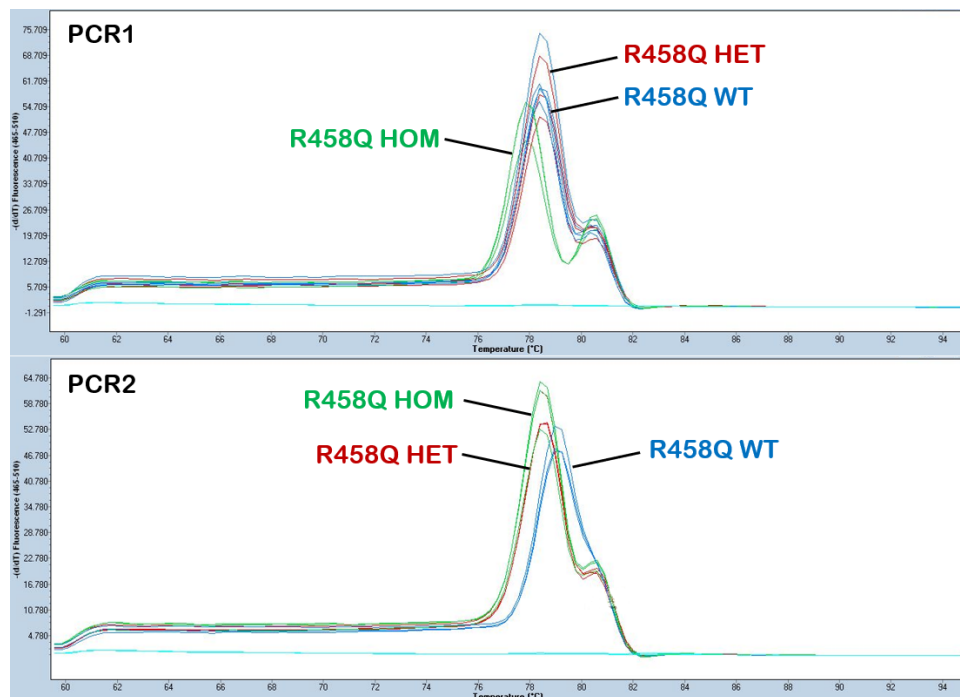 PCR1
R458Q HET
R458Q WT
R458Q HOM
-(d/dT) Fluorescence (465-510)
75.709
68.709
61.709
54.709
47.709
40.709
33.709
26.709
19.709
12.709
5.709
-1.291
60 62 64 66 68 70 72 74 76 78 80 82 84 86 88 90 92 94
Temperature (°C)
PCR2
R458Q HOM
R458Q HET
R458Q WT
-(d/dT) Fluorescence (465-510)
64.780
58.780
52.780
46.780
40.780
34.780
28.780
22.780
16.780
10.780
4.780
60 62 64 66 68 70 72 74 76 78 80 82 84 86 88 90 92 94
Temperature (°C)